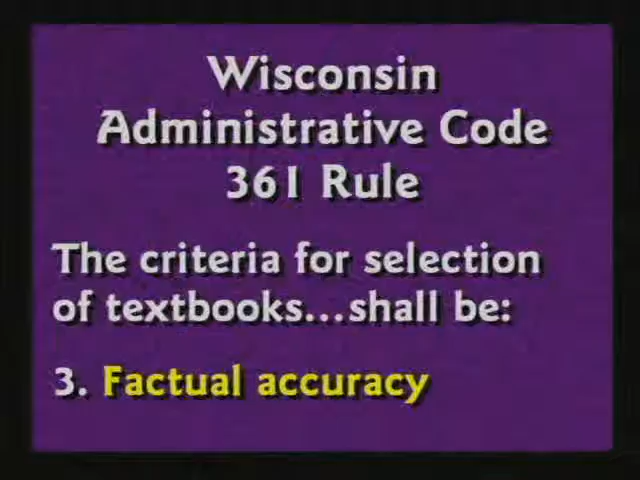 Wisconsin
Administrative Code
361 Rule
The criteria for selection
of textbooks...shall be:
3. Factual accuracy